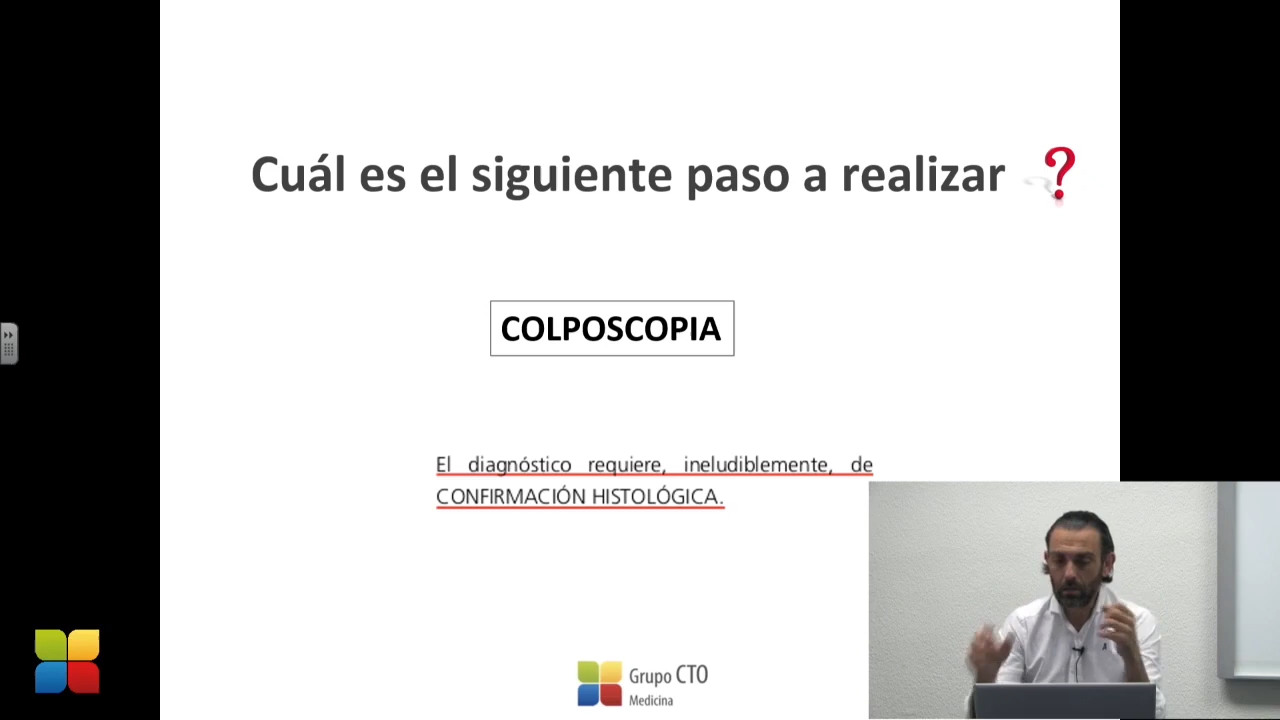 Cuál es el siguiente paso a realizar ?
COLPOSCOPIA
El diagnóstico requiere, ineludiblemente, de
CONFIRMACIÓN HISTOLÓGICA.
Grupo CTO
Medicina